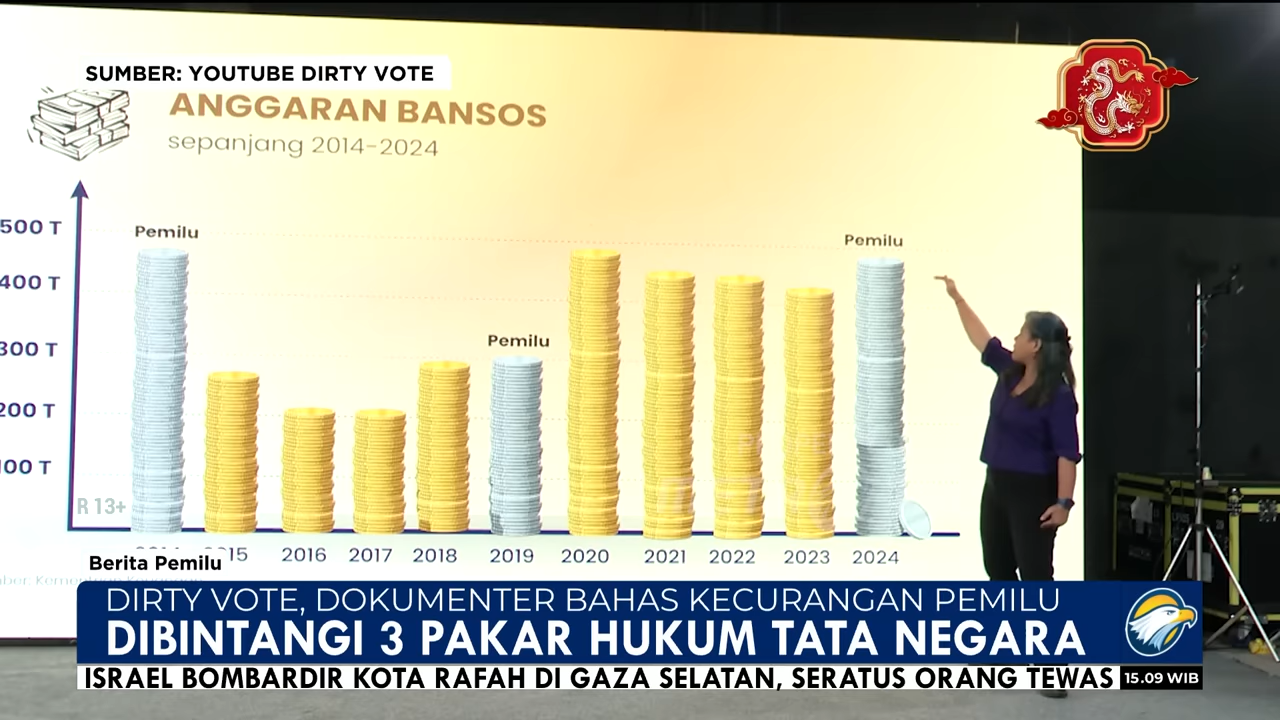 SUMBER: YOUTUBE DIRTY VOTE
ANGGARAN BANSOS
sepanjang 2014-2024
500 T
Pemilu
Pemilu
400 T
300 T
Pemilu
200 T
100 T
R 13+
2016 2017 2018 2019 2020 2021 2022 2023 2024
Berita Pemilu
DIRTY VOTE, DOKUMENTER BAHAS KECURANGAN PEMILU
DIBINTANGI 3 PAKAR HUKUM TATA NEGARA
ISRAEL BOMBARDIR KOTA RAFAH DI GAZA SELATAN, SERATUS ORANG TEWAS
15.09 WIB